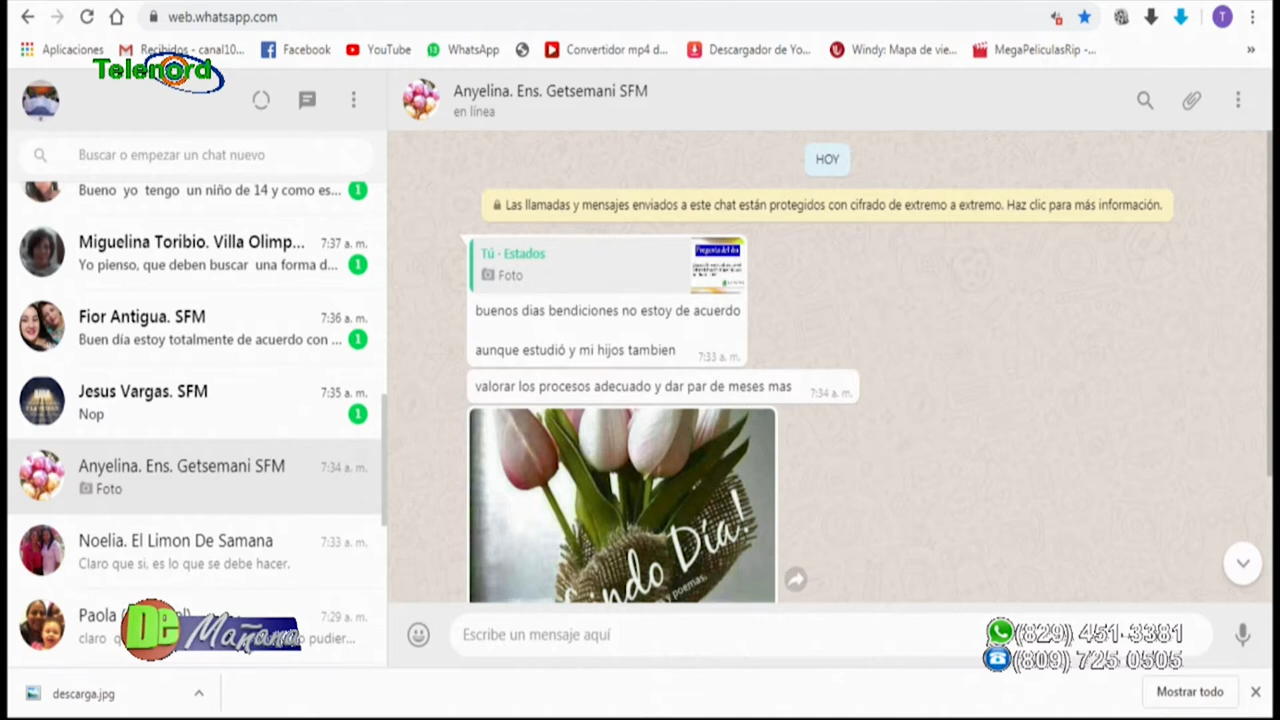 web.whatsapp.com
T
Aplicaciones
Recibidos - canal10...
Facebook
YouTube
WhatsApp
Convertidor mp4 d...
Descargador de Yo...
Windy: Mapa de vie...
MegaPeliculasRip -...
»
Telenord
Anyelina. Ens. Getsemani SFM
en línea
Buscar o empezar un chat nuevo
Bueno yo tengo un niño de 14 y como es...
1
Miguelina Toribio. Villa Olimp...
7:37 a. m.
Yo pienso, que deben buscar una forma d...
1
Fior Antigua. SFM
7:36 a. m.
Buen día estoy totalmente de acuerdo con ...
1
Jesus Vargas. SFM
7:35 a. m.
Nop
1
Anyelina. Ens. Getsemani SFM
7:34 a. m.
Foto
Noelia. El Limon De Samana
7:33 a. m.
Claro que si, es lo que se debe hacer.
Paola
7:29 a. m.
claro
pudier...
De Mañana
HOY
Las llamadas y mensajes enviados a este chat están protegidos con cifrado de extremo a extremo. Haz clic para más información.
Tú · Estados
Foto
Pregunta del dia
buenos dias bendiciones no estoy de acuerdo
aunque estudió y mi hijos tambien
7:33 a. m.
valorar los procesos adecuado y dar par de meses mas
7:34 a. m.
Lindo Día!
y poemas.
Escribe un mensaje aquí
(829) 451-3381
(809) 725 0505
descarga.jpg
Mostrar todo